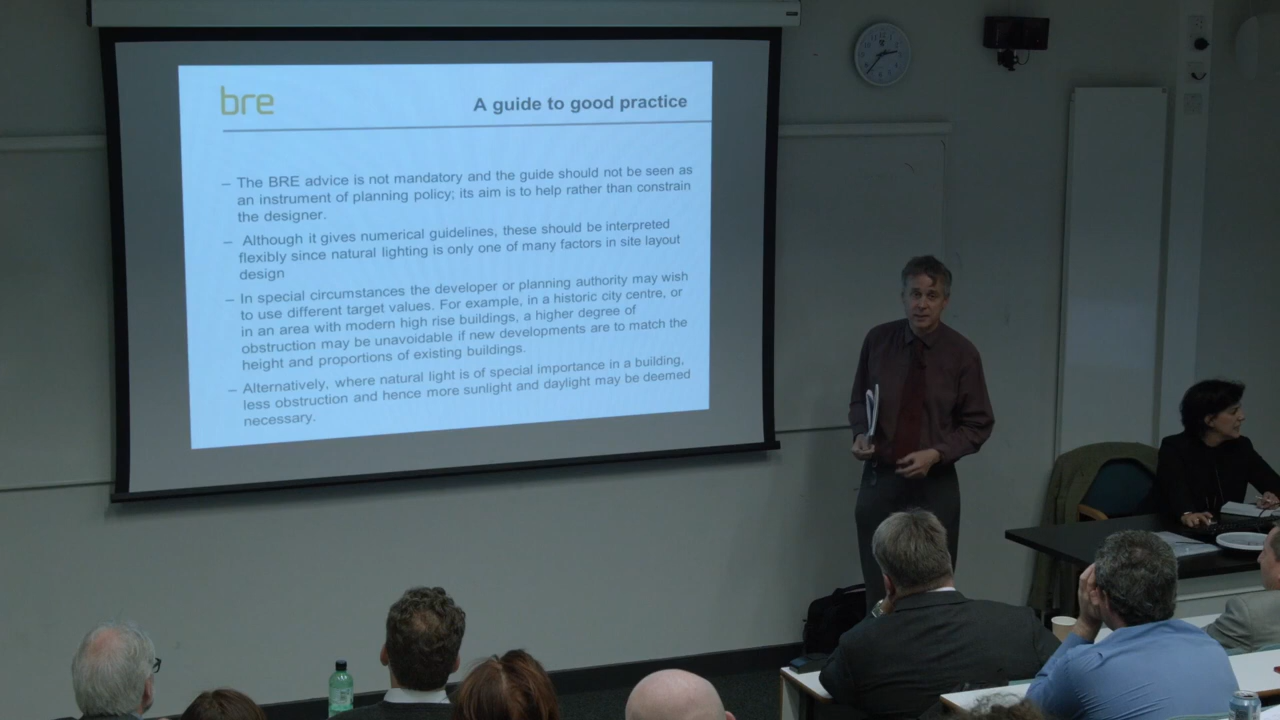 bre
A guide to good practice
– The BRE advice is not mandatory and the guide should not be seen as
an instrument of planning policy; its aim is to help rather than constrain
the designer.
– Although it gives numerical guidelines, these should be interpreted
flexibly since natural lighting is only one of many factors in site layout
design
– In special circumstances the developer or planning authority may wish
to use different target values. For example, in a historic city centre, or
in an area with modern high rise buildings, a higher degree of
obstruction may be unavoidable if new developments are to match the
height and proportions of existing buildings.
– Alternatively, where natural light is of special importance in a building,
less obstruction and hence more sunlight and daylight may be deemed
necessary.